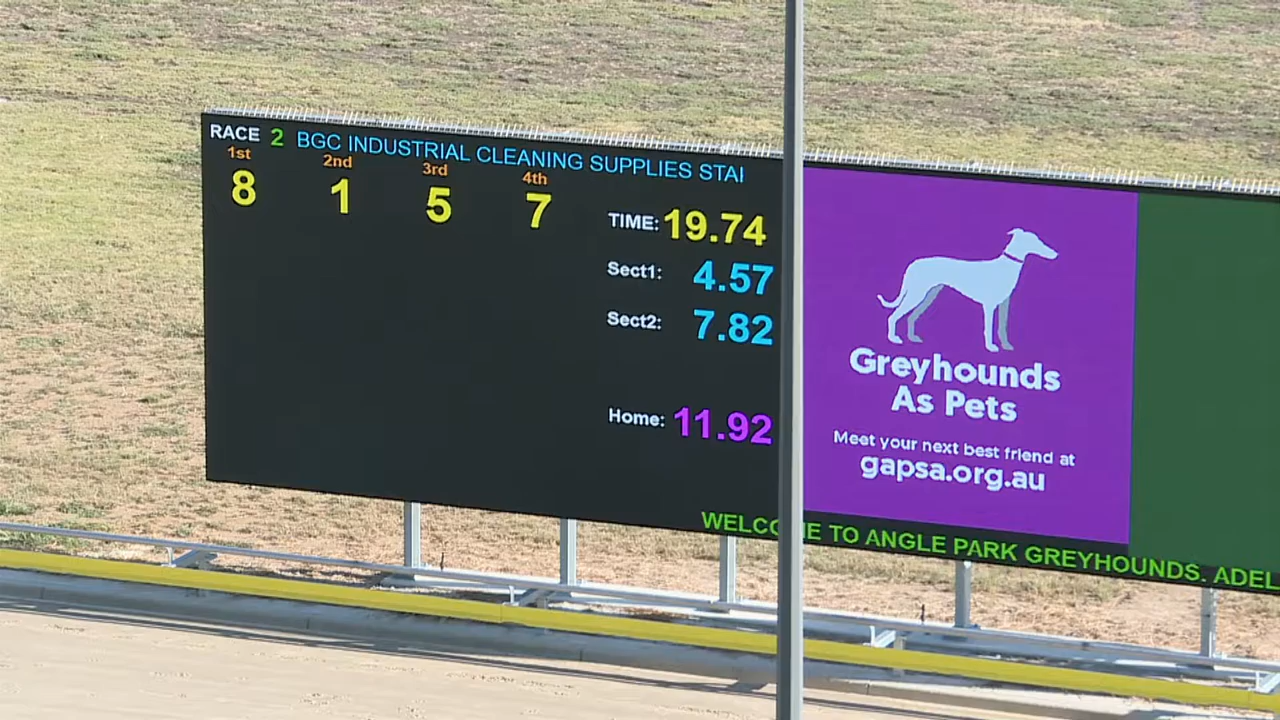 RACE 2 BGC INDUSTRIAL CLEANING SUPPLIES STAI
1st 2nd 3rd 4th
8 1 5 7
TIME: 19.74
Sect1: 4.57
Sect2: 7.82
Home: 11.92
Greyhounds
As Pets
Meet your next best friend at
gapsa.org.au
WELCOME TO ANGLE PARK GREYHOUNDS. ADEL